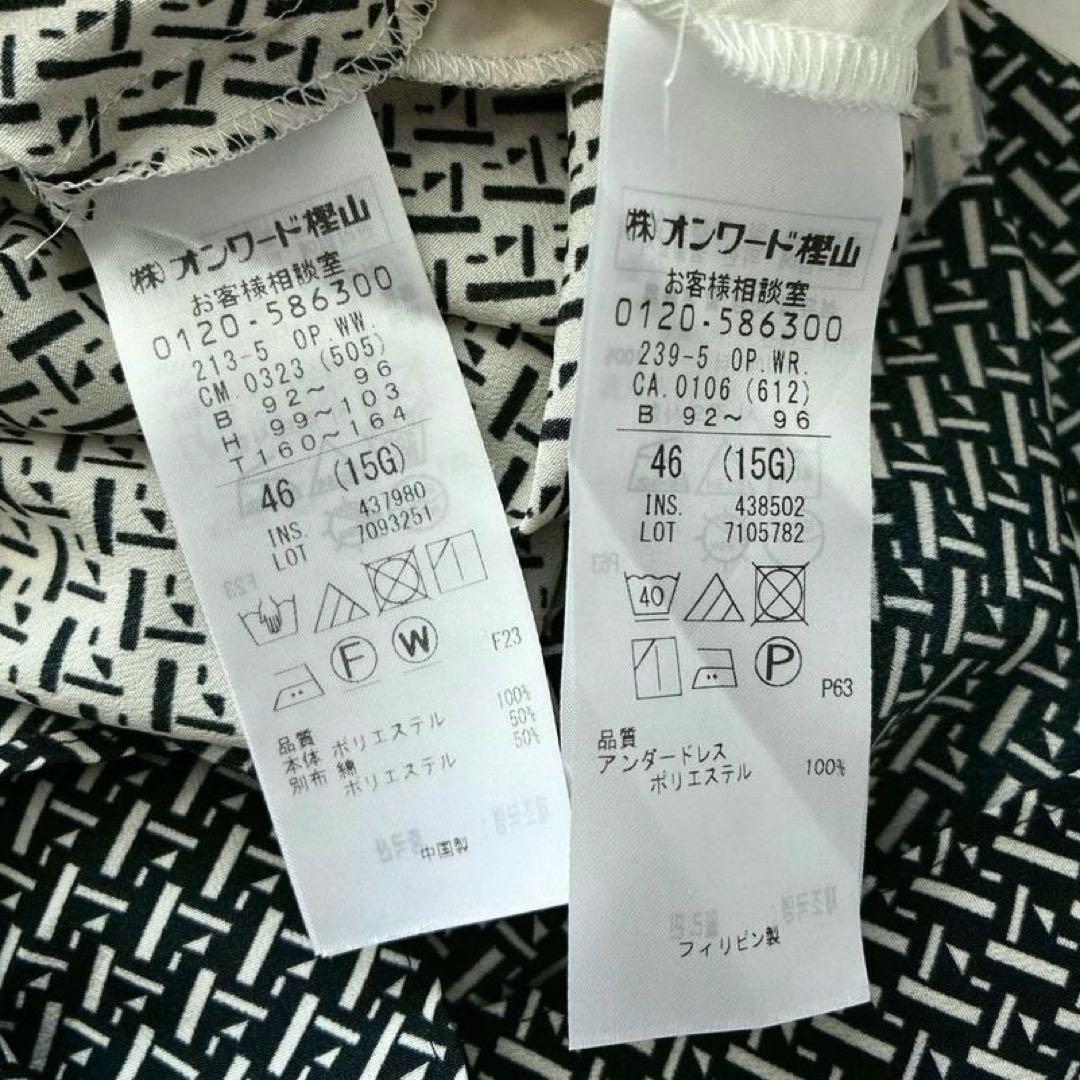 (株)オンワード樫山
お客様相談室
0120-586300
213-5 OP.WW.
CM.0323 (505)
B 92～ 96
H 99～103
T160～164
46 (15G)
INS. 437980
LOT 7093251
F W
F23
品質
本体 ポリエステル 100%
別布 綿 50%
ポリエステル 50%
中国製
(株)オンワード樫山
お客様相談室
0120-586300
239-5 OP.WR.
CA.0106 (612)
B 92～ 96
46 (15G)
INS. 438502
LOT 7105782
40
P
P63
品質
アンダードレス
ポリエステル 100%
フィリピン製